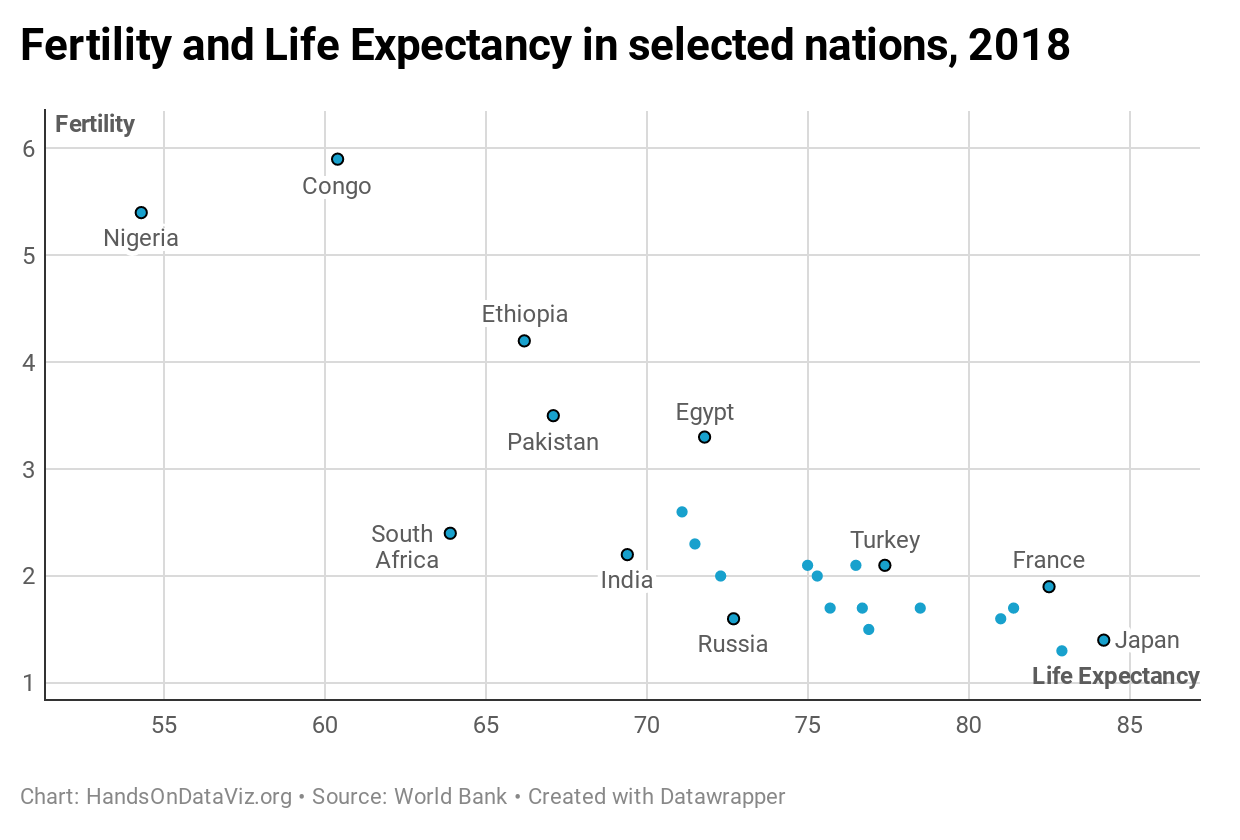 Fertility and Life Expectancy in selected nations, 2018
Fertility
6
Congo
Nigeria
5
Ethiopia
4
Egypt
Pakistan
3
South
Africa
Turkey
France
2
India
Russia
Japan
Life Expectancy
1
55
60
65
70
75
80
85
Chart: HandsOnDataViz.org • Source: World Bank • Created with Datawrapper